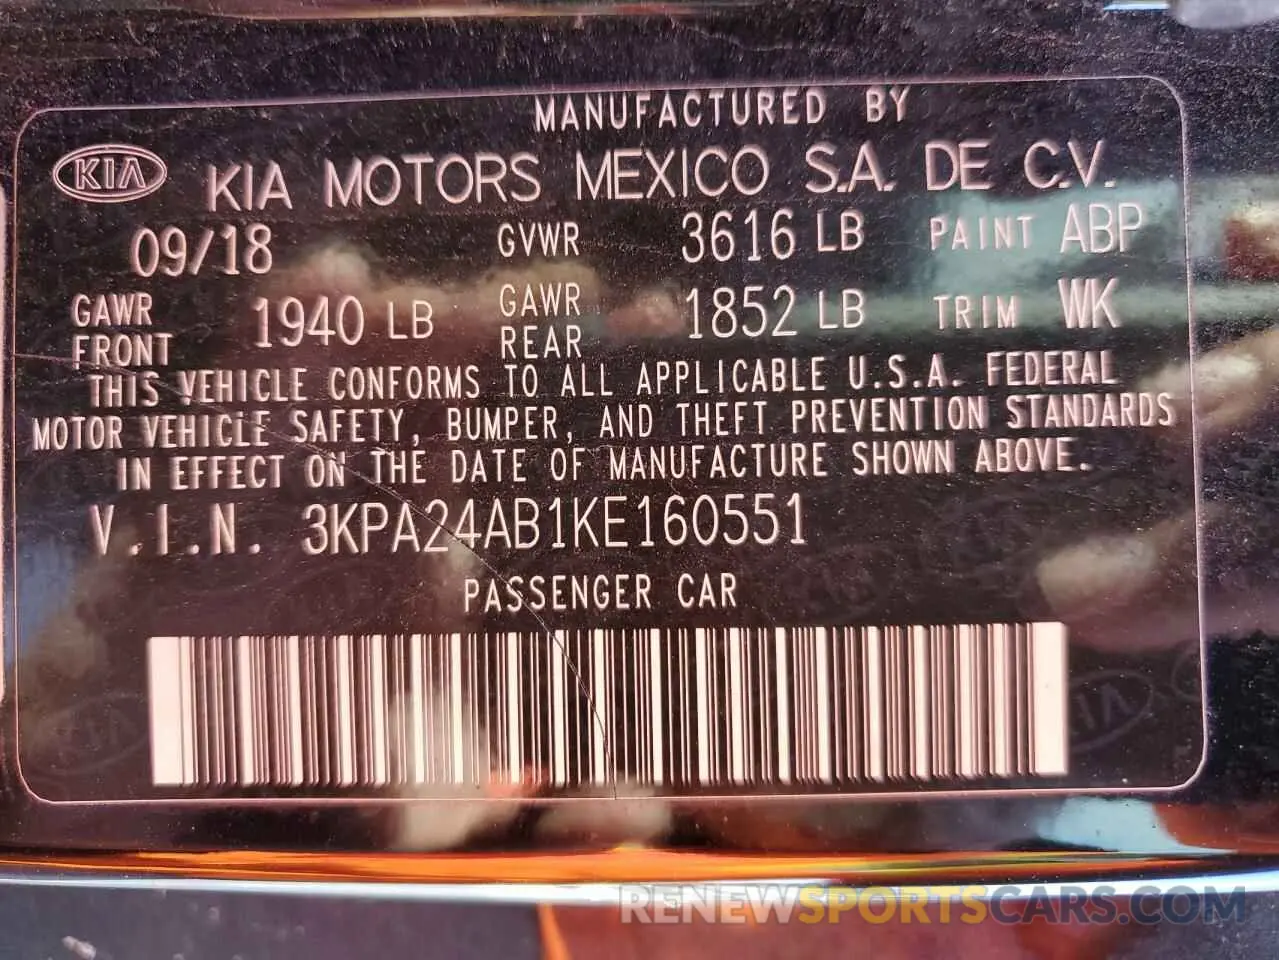 MANUFACTURED BY
KIA KIA MOTORS MEXICO S.A. DE C.V.
09/18 GVWR 3616 LB PAINT ABP
GAWR FRONT 1940 LB GAWR REAR 1852 LB TRIM WK
THIS VEHICLE CONFORMS TO ALL APPLICABLE U.S.A. FEDERAL
MOTOR VEHICLE SAFETY, BUMPER, AND THEFT PREVENTION STANDARDS
IN EFFECT ON THE DATE OF MANUFACTURE SHOWN ABOVE.
V.I.N. 3KPA24AB1KE160551
PASSENGER CAR
KIA KIA
RENEWSPORTSCARS.COM